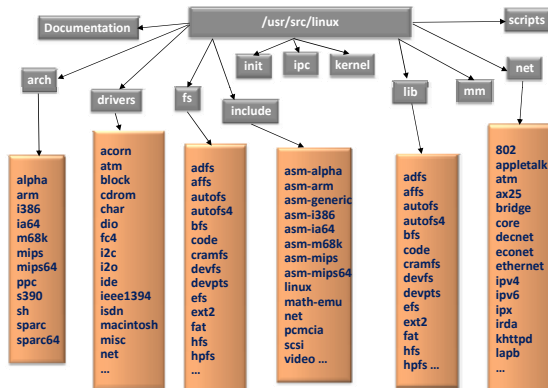 /usr/src/linux
Documentation
scripts
init
ipc
kernel
arch
drivers
fs
include
lib
mm
net
alpha
arm
i386
ia64
m68k
mips
mips64
ppc
s390
sh
sparc
sparc64
acorn
atm
block
cdrom
char
dio
fc4
i2c
i2o
ide
ieee1394
isdn
macintosh
misc
net
...
adfs
affs
autofs
autofs4
bfs
code
cramfs
devfs
devpts
efs
ext2
fat
hfs
hpfs
...
asm-alpha
asm-arm
asm-generic
asm-i386
asm-ia64
asm-m68k
asm-mips
asm-mips64
linux
math-emu
net
pcmcia
scsi
video ...
adfs
affs
autofs
autofs4
bfs
code
cramfs
devfs
devpts
efs
ext2
fat
hfs
hpfs ...
802
appletalk
atm
ax25
bridge
core
decnet
econet
ethernet
ipv4
ipv6
ipx
irda
khttpd
lapb
...